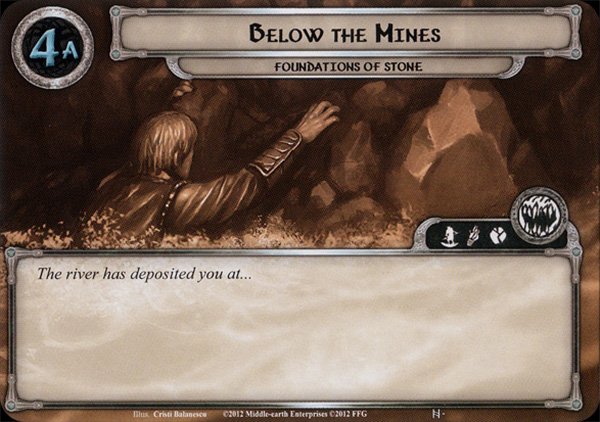 4A
BELOW THE MINES
FOUNDATIONS OF STONE
The river has deposited you at...
Illus. Cristi Balanescu ©2012 Middle-earth Enterprises ©2012 FFG